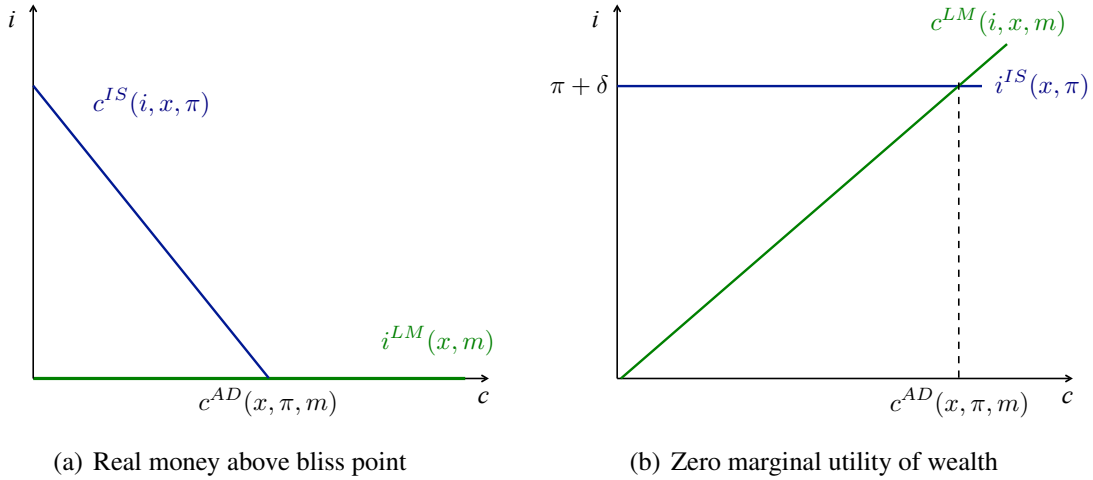 i
c^{IS}(i, x, π)
i^{LM}(x, m)
c^{AD}(x, π, m)
c
(a) Real money above bliss point
i
c^{LM}(i, x, m)
π + δ
i^{IS}(x, π)
c^{AD}(x, π, m)
c
(b) Zero marginal utility of wealth